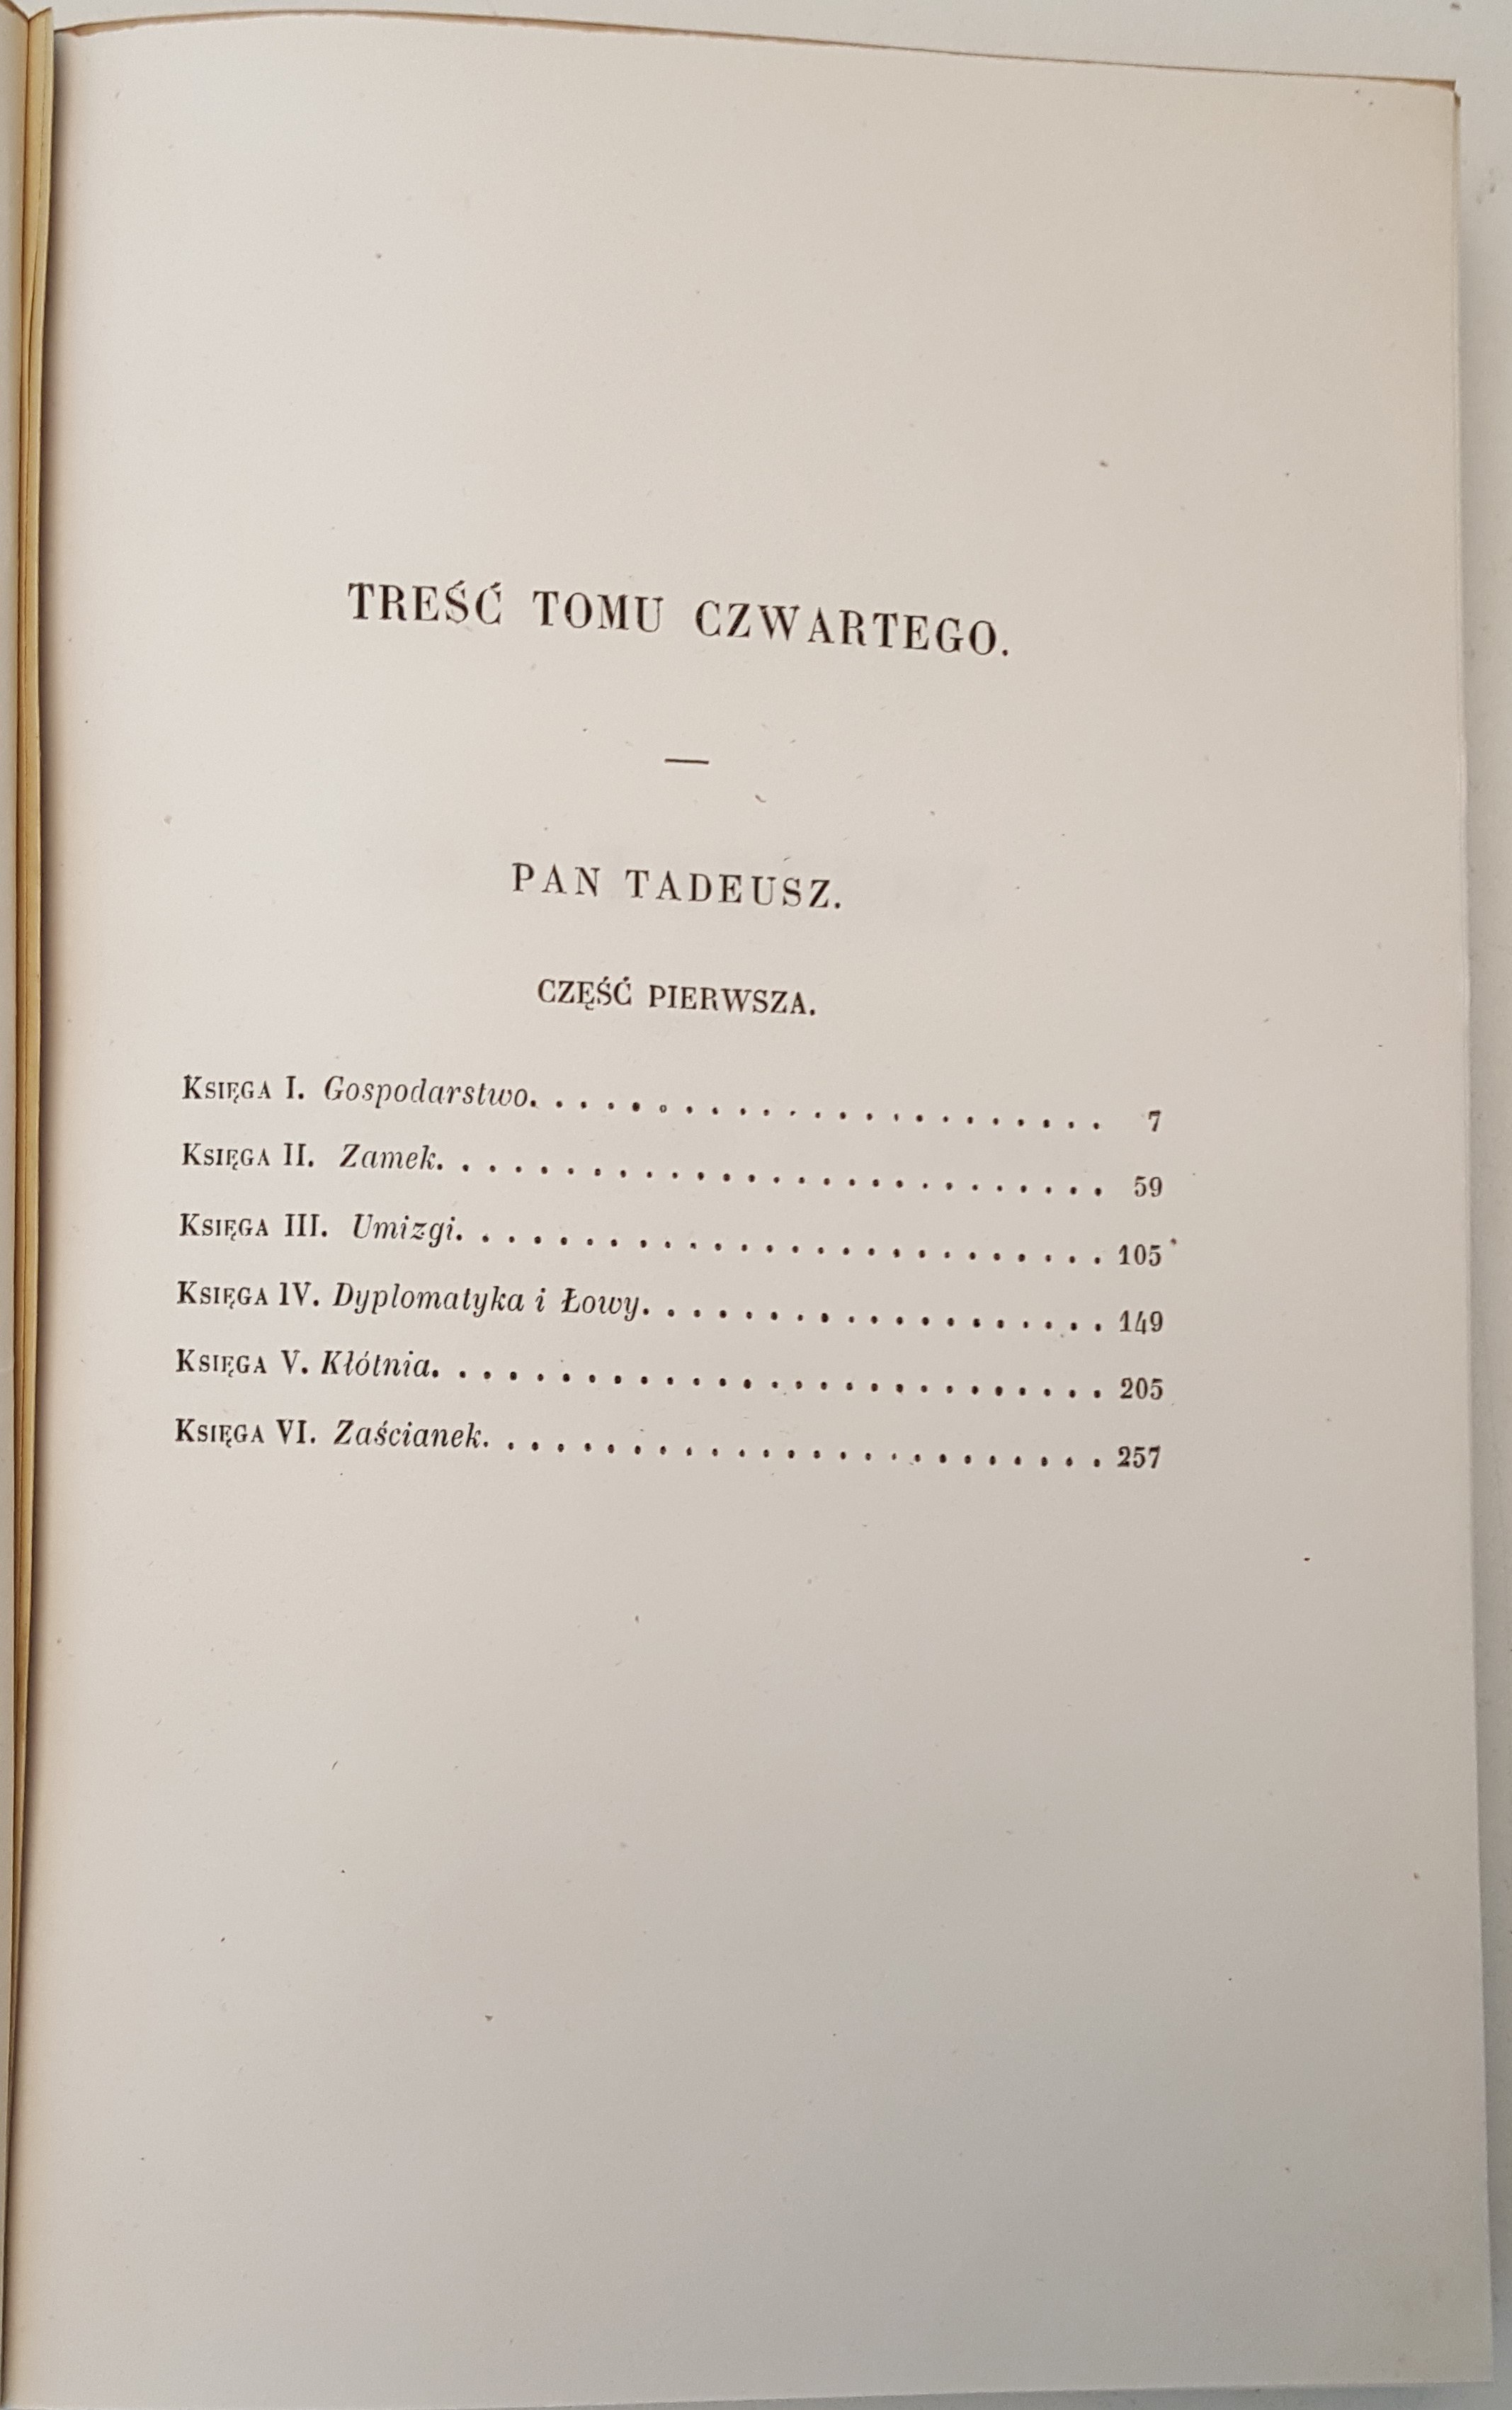 TREŚĆ TOMU CZWARTEGO.
PAN TADEUSZ.
CZĘŚĆ PIERWSZA.
Księga I. Gospodarstwo. . . . . . . . . . . . . . . . . . . . . . . 7
Księga II. Zamek. . . . . . . . . . . . . . . . . . . . . . . . . . . 59
Księga III. Umizgi. . . . . . . . . . . . . . . . . . . . . . . . . . 105
Księga IV. Dyplomatyka i Łowy. . . . . . . . . . . . . . . . . . . 149
Księga V. Kłótnia. . . . . . . . . . . . . . . . . . . . . . . . . . . 205
Księga VI. Zaścianek. . . . . . . . . . . . . . . . . . . . . . . . . 257